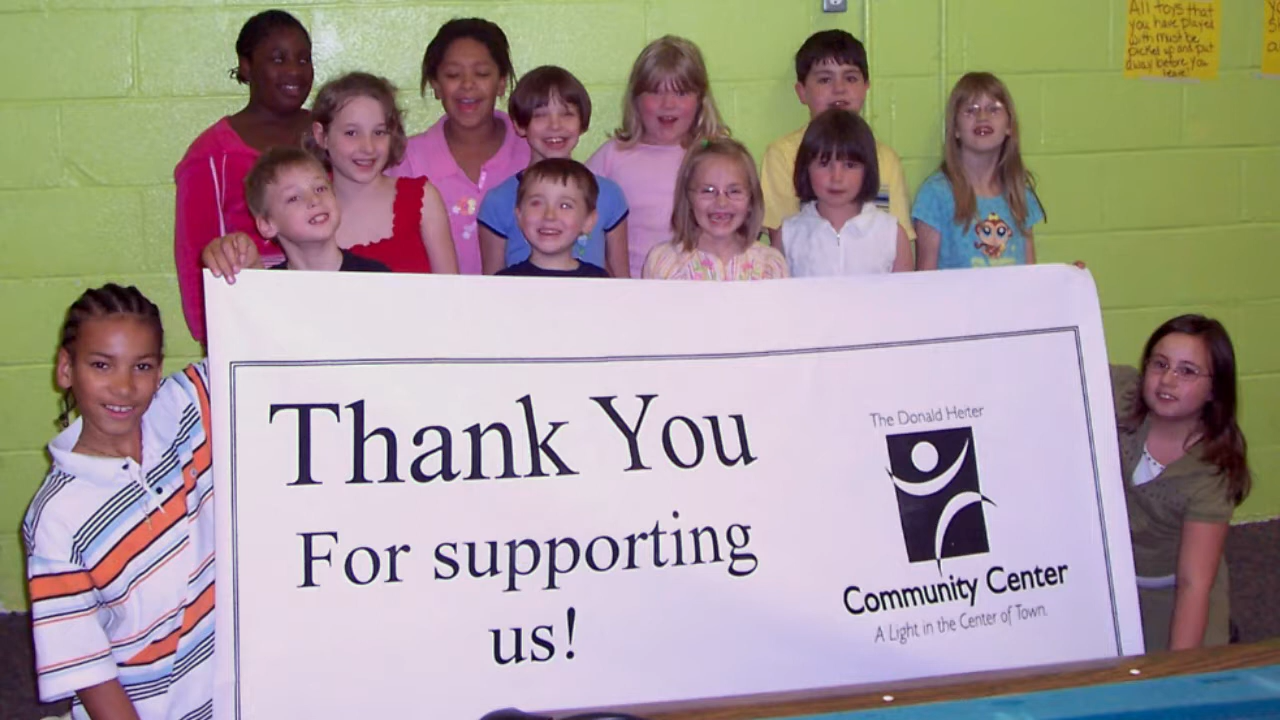 All toys that
you have played
with must be
picked up and put
away before you
leave!
Thank You
For supporting
us!
The Donald Heiter
Community Center
A Light in the Center of Town.